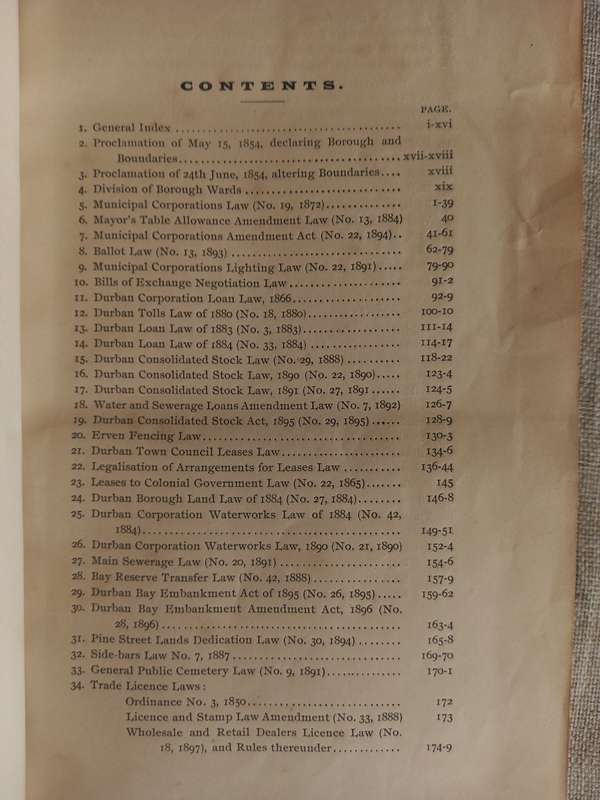 CONTENTS.
PAGE.
1. General Index ........................................ i-xvi
2. Proclamation of May 15, 1854, declaring Borough and
Boundaries........................................ xvii-xviii
3. Proclamation of 24th June, 1854, altering Boundaries.... xviii
4. Division of Borough Wards ............................ xix
5. Municipal Corporations Law (No. 19, 1872).............. 1-39
6. Mayor's Table Allowance Amendment Law (No. 13, 1884) 40
7. Municipal Corporations Amendment Act (No. 22, 1894).. 41-61
8. Ballot Law (No. 13, 1893) .............................. 62-79
9. Municipal Corporations Lighting Law (No. 22, 1891)..... 79-90
10. Bills of Exchange Negotiation Law .................... 91-2
11. Durban Corporation Loan Law, 1866................... 92-9
12. Durban Tolls Law of 1880 (No. 18, 1880)................. 100-10
13. Durban Loan Law of 1883 (No. 3, 1883).................. 111-14
14. Durban Loan Law of 1884 (No. 33, 1884) ................ 114-17
15. Durban Consolidated Stock Law (No. 29, 1888) .......... 118-22
16. Durban Consolidated Stock Law, 1890 (No. 22, 1890)..... 123-4
17. Durban Consolidated Stock Law, 1891 (No. 27, 1891...... 124-5
18. Water and Sewerage Loans Amendment Law (No. 7, 1892) 126-7
19. Durban Consolidated Stock Act, 1895 (No. 29, 1895) ...... 128-9
20. Erven Fencing Law................................... 130-3
21. Durban Town Council Leases Law..................... 134-6
22. Legalisation of Arrangements for Leases Law ........... 136-44
23. Leases to Colonial Government Law (No. 22, 1865)....... 145
24. Durban Borough Land Law of 1884 (No. 27, 1884)........ 146-8
25. Durban Corporation Waterworks Law of 1884 (No. 42,
1884)............................................. 149-51
26. Durban Corporation Waterworks Law, 1890 (No. 21, 1890) 152-4
27. Main Sewerage Law (No. 20, 1891) ..................... 154-6
28. Bay Reserve Transfer Law (No. 42, 1888)................ 157-9
29. Durban Bay Embankment Act of 1895 (No. 26, 1895) ..... 159-62
30. Durban Bay Embankment Amendment Act, 1896 (No.
28, 1896) .......................................... 163-4
31. Pine Street Lands Dedication Law (No. 30, 1894) ........ 165-8
32. Side-bars Law No. 7, 1887 .............................. 169-70
33. General Public Cemetery Law (No. 9, 1891).............. 170-1
34. Trade Licence Laws:
Ordinance No. 3, 1850........................... 172
Licence and Stamp Law Amendment (No. 33, 1888) 173
Wholesale and Retail Dealers Licence Law (No.
18, 1897), and Rules thereunder............ 174-9